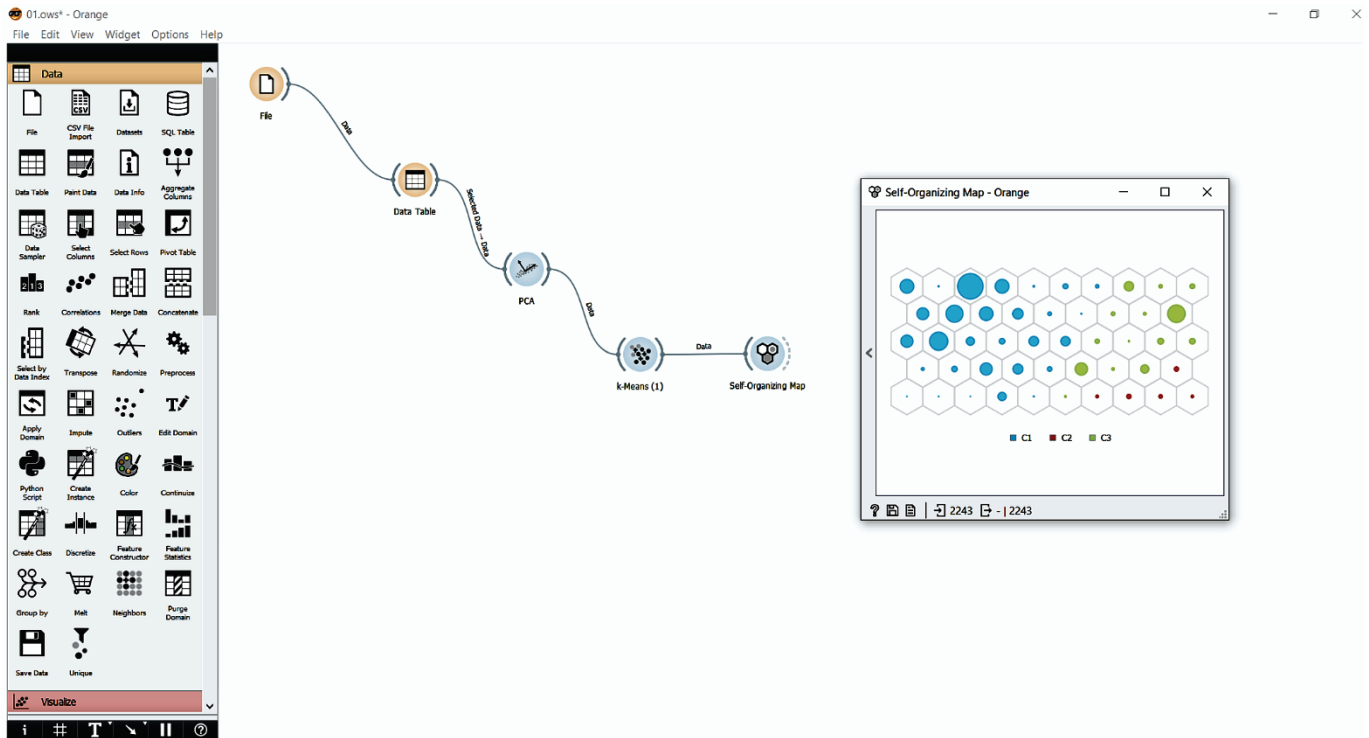 01.ows* - Orange
File Edit View Widget Options Help
Data
File
CSV File
Import
Datasets
SQL Table
Data Table
Paint Data
Data Info
Aggregate
Columns
Data
Sampler
Select
Columns
Select Rows
Pivot Table
Rank
Correlations
Merge Data
Concatenate
Select by
Data Index
Transpose
Randomize
Preprocess
Apply
Domain
Impute
Outliers
Edit Domain
Python
Script
Create
Instance
Color
Continuize
Create Class
Discretize
Feature
Constructor
Feature
Statistics
Group by
Melt
Neighbors
Purge
Domain
Save Data
Unique
Visualize
File
Data
Data Table
Selected Data → Data
PCA
Data
k-Means (1)
Data
Self-Organizing Map
Self-Organizing Map - Orange
C1 C2 C3
2243 - | 2243